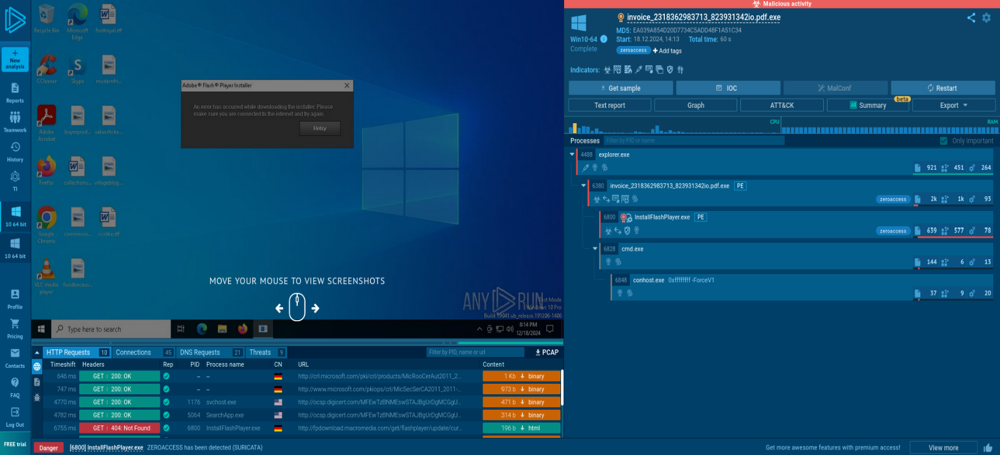 Malicious activity
invoice_2318362983713_823931342io.pdf.exe
MD5: EA039A854D20D7734C5ADD48F1A51C34
Win10-64
Start: 18.12.2024, 14:13 Total time: 60 s
Complete
zeroaccess + Add tags
Indicators:
Get sample
IOC
MalConf
Restart
Text report
Graph
ATT&CK
AI Summary
beta
Export
CPU
RAM
Processes
Filter by PID or name
Only important
4488 explorer.exe
921 451 264
6380 invoice_2318362983713_823931342io.pdf.exe PE
zeroaccess 2k 1k 93
6800 InstallFlashPlayer.exe PE
zeroaccess 639 577 78
6828 cmd.exe
144 6 13
6848 conhost.exe 0xffffffff -ForceV1
37 9 20
New
analysis
Reports
Teamwork
History
TI
10 64 bit
10 64 bit
Profile
Pricing
Contacts
FAQ
Log Out
FREE trial
Recycle Bin
Microsoft
Edge
fordroyal.rtf
CCleaner
Skype
modernfri...
Adobe
Acrobat
buyerprod...
valuesticke...
Firefox
collectionu...
villageblog...
Google
Chrome
commissio...
VLC media
player
foodbecau...
Adobe® Flash® Player Installer
An error has occurred while downloading the installer. Please
make sure you are connected to the internet and try again.
Retry
MOVE YOUR MOUSE TO VIEW SCREENSHOTS
ANY RUN
Test Mode
Windows 10 Pro
Build 19041.vb_release.191206-1406
Type here to search
8:14 PM
12/18/2024
HTTP Requests 10
Connections 45
DNS Requests 21
Threats 9
Filter by PID, name or url
PCAP
Timeshift Headers Rep PID Process name CN URL Content
646 ms GET 200: OK – – http://crl.microsoft.com/pki/crl/products/MicRooCerAut2011_2... 1 Kb binary
747 ms GET 200: OK – – http://www.microsoft.com/pkiops/crl/MicSecSerCA2011_2011-... 973 b binary
4770 ms GET 200: OK 1176 svchost.exe http://ocsp.digicert.com/MFEwTzBNMEswSTAJBgUrDgMCGgU... 471 b binary
4782 ms GET 200: OK 5064 SearchApp.exe http://ocsp.digicert.com/MFEwTzBNMEswSTAJBgUrDgMCGgU... 314 b binary
6755 ms GET 404: Not Found 6800 InstallFlashPlayer.exe http://fpdownload.macromedia.com/get/flashplayer/update/cur... 196 b html
Danger
[6800] InstallFlashPlayer.exe ZEROACCESS has been detected (SURICATA)
Get more awesome features with premium access!
View more